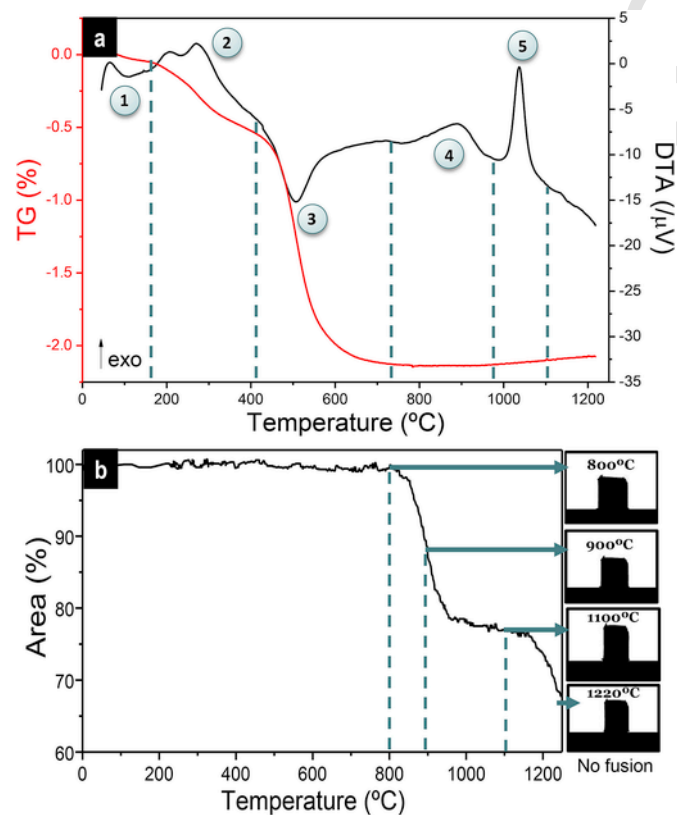 a
1
2
3
4
5
0.0
-0.5
-1.0
-1.5
-2.0
TG (%)
5
0
-5
-10
-15
-20
-25
-30
-35
DTA (/µV)
exo
0
200
400
600
800
1000
1200
Temperature (ºC)
b
100
90
80
70
60
Area (%)
0
200
400
600
800
1000
1200
Temperature (ºC)
800ºC
900ºC
1100ºC
1220ºC
No fusion